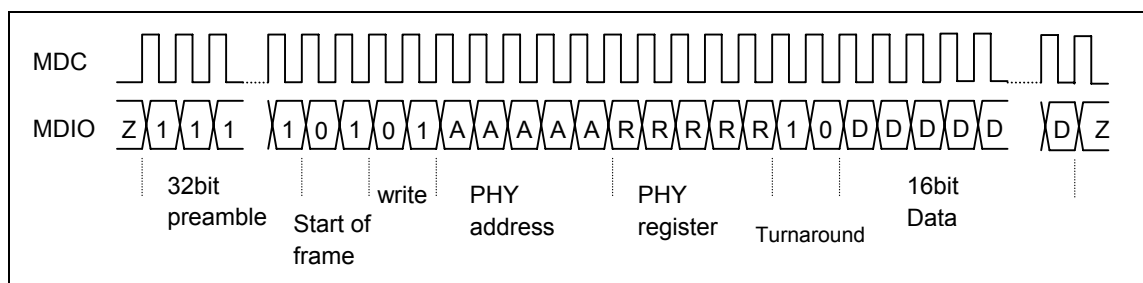 MDC
MDIO Z 1 1 1 1 0 1 0 1 A A A A A R R R R R 1 0 D D D D D D Z
32bit preamble
Start of frame
write
PHY address
PHY register
Turnaround
16bit Data